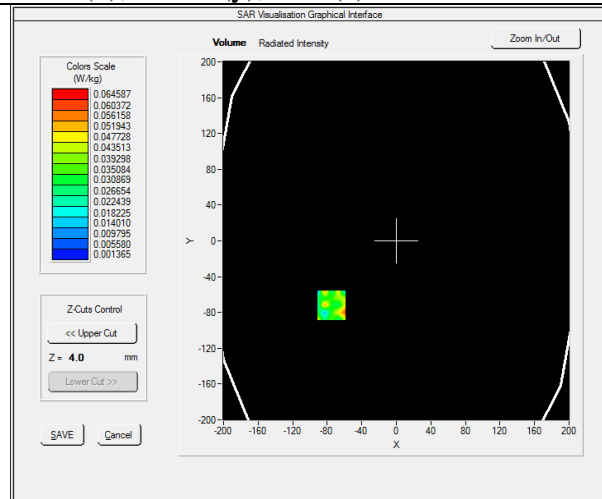 SAR Visualisation Graphical Interface
Volume Radiated Intensity
Zoom In/Out
Colors Scale
(W/kg)
0.064587
0.060372
0.056158
0.051943
0.047728
0.043513
0.039298
0.035084
0.030869
0.026654
0.022439
0.018225
0.014010
0.009795
0.005580
0.001365
Z-Cuts Control
<< Upper Cut
Z = 4.0 mm
Lower Cut >>
SAVE Cancel
200
160
120
80
40
0
-40
-80
-120
-160
-200
Y
-200 -160 -120 -80 -40 0 40 80 120 160 200
X